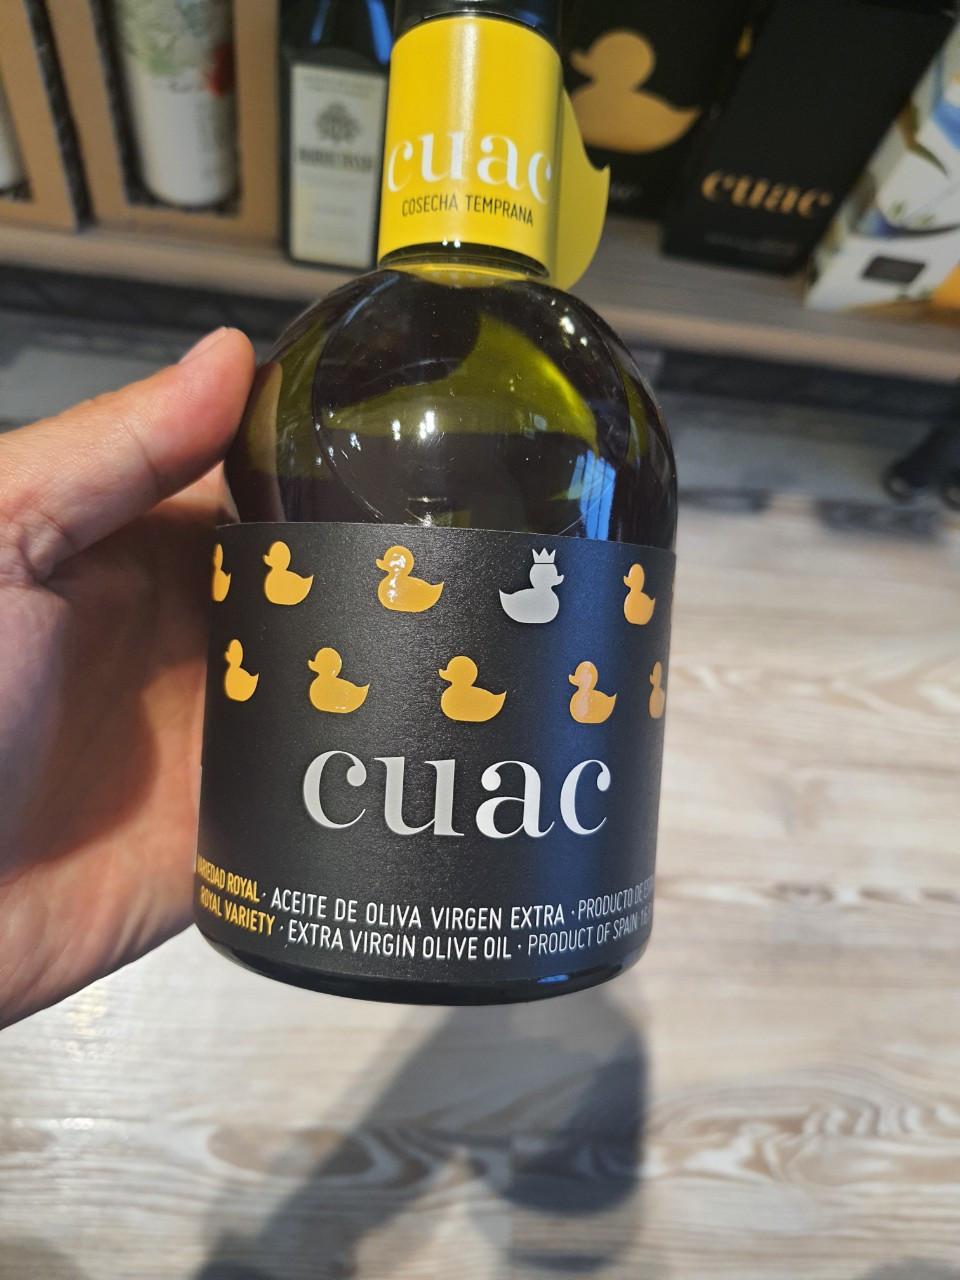 cuac
COSECHA TEMPRANA
cuac
cuac
VARIEDAD ROYAL · ACEITE DE OLIVA VIRGEN EXTRA · PRODUCTO DE
ROYAL VARIETY · EXTRA VIRGIN OLIVE OIL · PRODUCT OF SPAIN